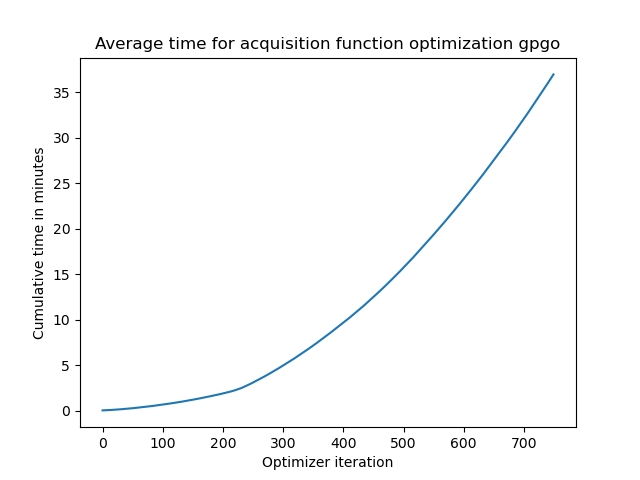 Average time for acquisition function optimization gpgo
35
30
25
20
15
10
5
0
Cumulative time in minutes
0 100 200 300 400 500 600 700
Optimizer iteration